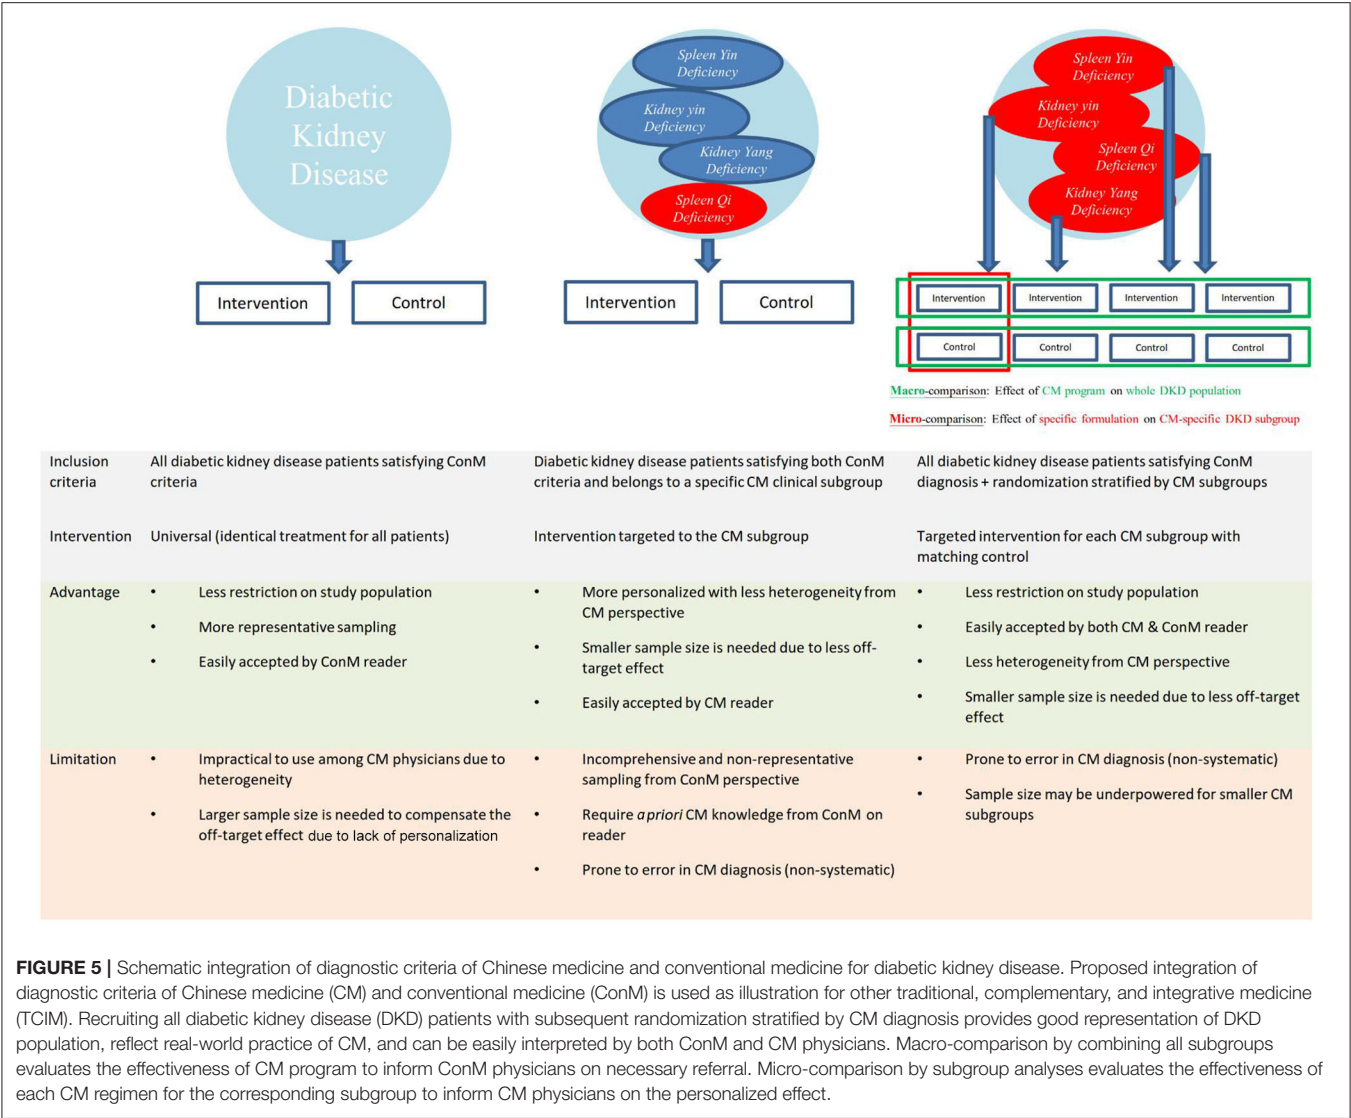 Diabetic
Kidney
Disease
Intervention
Control
Spleen Yin
Deficiency
Kidney yin
Deficiency
Kidney Yang
Deficiency
Spleen Qi
Deficiency
Intervention
Control
Spleen Yin
Deficiency
Kidney yin
Deficiency
Spleen Qi
Deficiency
Kidney Yang
Deficiency
Intervention
Intervention
Intervention
Intervention
Control
Control
Control
Control
Macro-comparison: Effect of CM program on whole DKD population
Micro-comparison: Effect of specific formulation on CM-specific DKD subgroup
Inclusion
criteria
All diabetic kidney disease patients satisfying ConM
criteria
Diabetic kidney disease patients satisfying both ConM
criteria and belongs to a specific CM clinical subgroup
All diabetic kidney disease patients satisfying ConM
diagnosis + randomization stratified by CM subgroups
Intervention
Universal (identical treatment for all patients)
Intervention targeted to the CM subgroup
Targeted intervention for each CM subgroup with
matching control
Advantage
• Less restriction on study population
• More representative sampling
• Easily accepted by ConM reader
• More personalized with less heterogeneity from
CM perspective
• Smaller sample size is needed due to less off-
target effect
• Easily accepted by CM reader
• Less restriction on study population
• Easily accepted by both CM & ConM reader
• Less heterogeneity from CM perspective
• Smaller sample size is needed due to less off-target
effect
Limitation
• Impractical to use among CM physicians due to
heterogeneity
• Larger sample size is needed to compensate the
off-target effect due to lack of personalization
• Incomprehensive and non-representative
sampling from ConM perspective
• Require a priori CM knowledge from ConM on
reader
• Prone to error in CM diagnosis (non-systematic)
• Prone to error in CM diagnosis (non-systematic)
• Sample size may be underpowered for smaller CM
subgroups
FIGURE 5 | Schematic integration of diagnostic criteria of Chinese medicine and conventional medicine for diabetic kidney disease. Proposed integration of
diagnostic criteria of Chinese medicine (CM) and conventional medicine (ConM) is used as illustration for other traditional, complementary, and integrative medicine
(TCIM). Recruiting all diabetic kidney disease (DKD) patients with subsequent randomization stratified by CM diagnosis provides good representation of DKD
population, reflect real-world practice of CM, and can be easily interpreted by both ConM and CM physicians. Macro-comparison by combining all subgroups
evaluates the effectiveness of CM program to inform ConM physicians on necessary referral. Micro-comparison by subgroup analyses evaluates the effectiveness of
each CM regimen for the corresponding subgroup to inform CM physicians on the personalized effect.